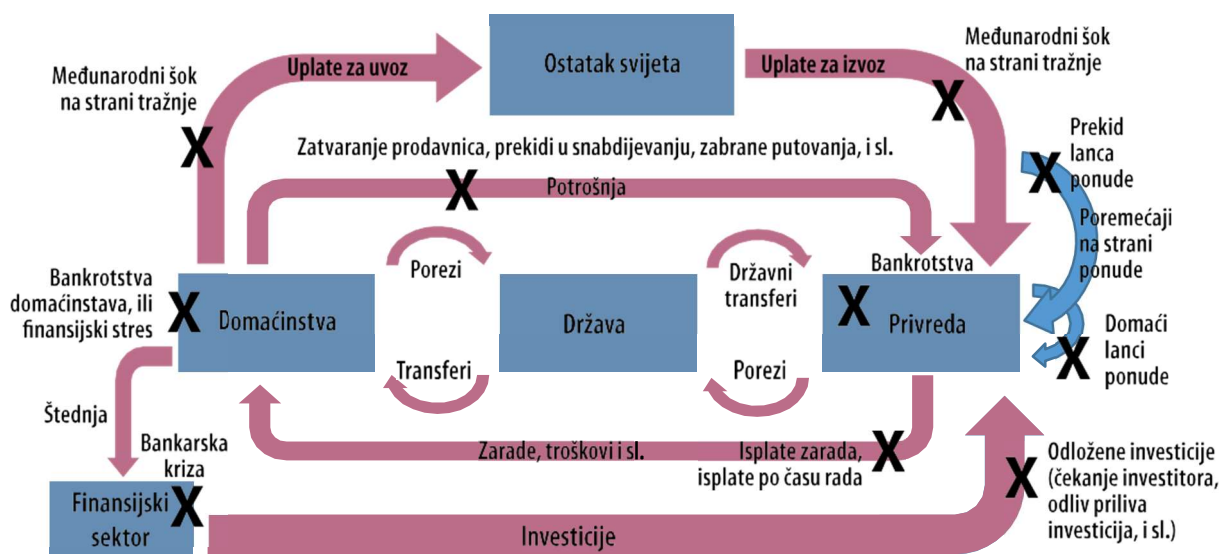 Međunarodni šok
na strani tražnje
Uplate za uvoz
Ostatak svijeta
Uplate za izvoz
Međunarodni šok
na strani tražnje
X
X
Zatvaranje prodavnica, prekidi u snabdijevanju, zabrane putovanja, i sl.
X
Potrošnja
Prekid
lanca
ponude
X
Poremećaji
na strani
ponude
Bankrotstva
domaćinstava, ili
finansijski stres
X
Domaćinstva
Porezi
Transferi
Država
Državni
transferi
Porezi
Bankrotstva
X
Privreda
Domaći
lanci
ponude
X
Štednja
Bankarska
kriza
X
Finansijski
sektor
Zarade, troškovi i sl.
Isplate zarada,
isplate po času rada
X
Investicije
X
Odložene investicije
(čekanje investitora,
odliv priliva
investicija, i sl.)